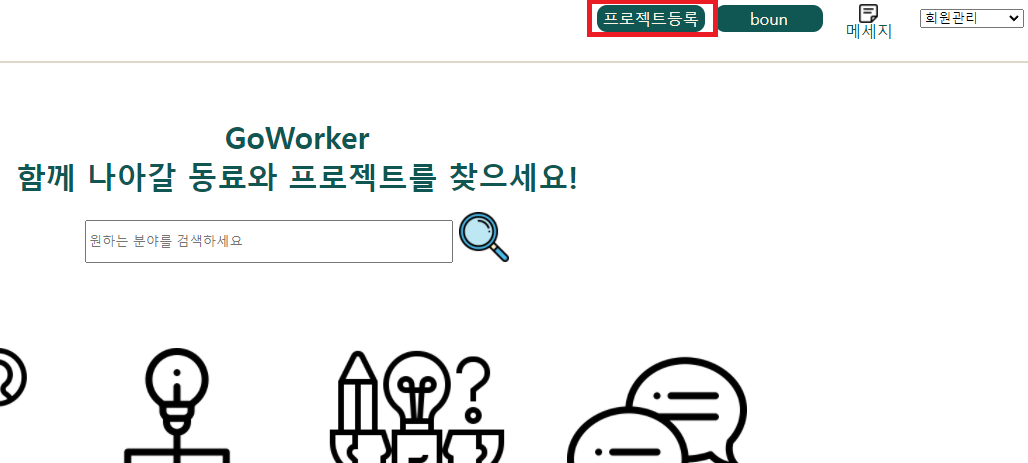 프로젝트등록
boun
메세지
회원관리
GoWorker
함께 나아갈 동료와 프로젝트를 찾으세요!
원하는 분야를 검색하세요